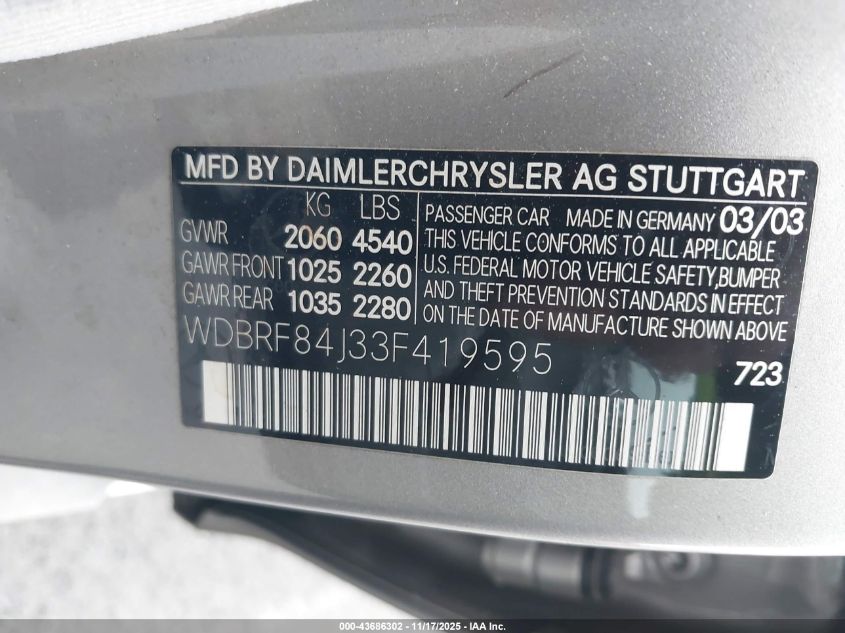 MFD BY DAIMLERCHRYSLER AG STUTTGART
KG LBS
GVWR 2060 4540
GAWR FRONT 1025 2260
GAWR REAR 1035 2280
PASSENGER CAR MADE IN GERMANY 03/03
THIS VEHICLE CONFORMS TO ALL APPLICABLE
U.S. FEDERAL MOTOR VEHICLE SAFETY,BUMPER
AND THEFT PREVENTION STANDARDS IN EFFECT
ON THE DATE OF MANUFACTURE SHOWN ABOVE
WDBRF84J33F419595
723
000-43686302 — 11/17/2025 — IAA Inc.